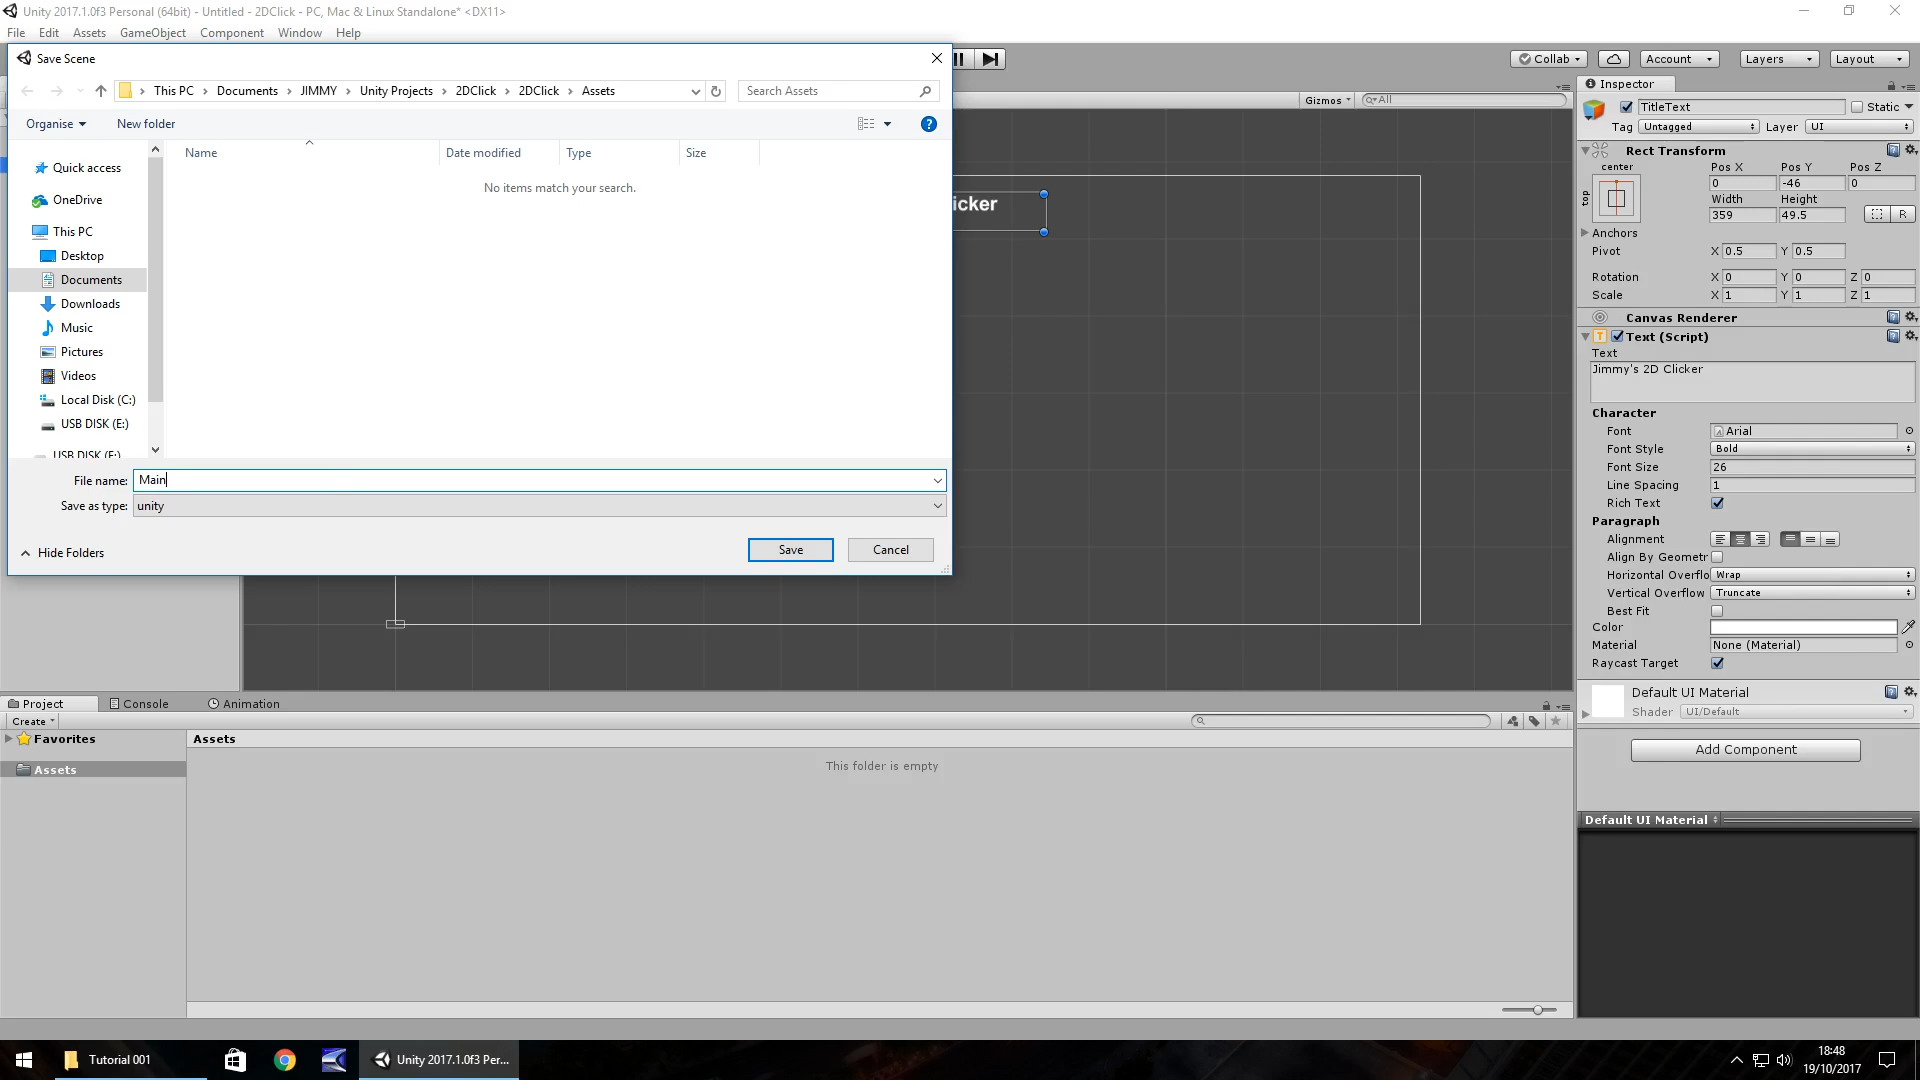 Unity 2017.1.0f3 Personal (64bit) - Untitled - 2DClick - PC, Mac & Linux Standalone* <DX11>
File Edit Assets GameObject Component Window Help
Save Scene
Collab Account Layers Layout
This PC Documents JIMMY Unity Projects 2DClick 2DClick Assets
Search Assets
Organise New folder
Name Date modified Type Size
No items match your search.
Quick access
OneDrive
This PC
Desktop
Documents
Downloads
Music
Pictures
Videos
Local Disk (C:)
USB DISK (E:)
USB DISK (E:)
File name: Main
Save as type: unity
Hide Folders
Save Cancel
Gizmos All
icker
Inspector
TitleText Static
Tag Untagged Layer UI
Rect Transform
center Pos X Pos Y Pos Z
top 0 -46 0
Width Height
359 49.5 R
Anchors
Pivot X 0.5 Y 0.5
Rotation X 0 Y 0 Z 0
Scale X 1 Y 1 Z 1
Canvas Renderer
Text (Script)
Text
Jimmy's 2D Clicker
Character
Font Arial
Font Style Bold
Font Size 26
Line Spacing 1
Rich Text
Paragraph
Alignment
Align By Geometr
Horizontal Overflo Wrap
Vertical Overflow Truncate
Best Fit
Color
Material None (Material)
Raycast Target
Default UI Material
Shader UI/Default
Add Component
Default UI Material
Project Console Animation
Create
Favorites
Assets
Assets
This folder is empty
Tutorial 001
Unity 2017.1.0f3 Per...
18:48
19/10/2017